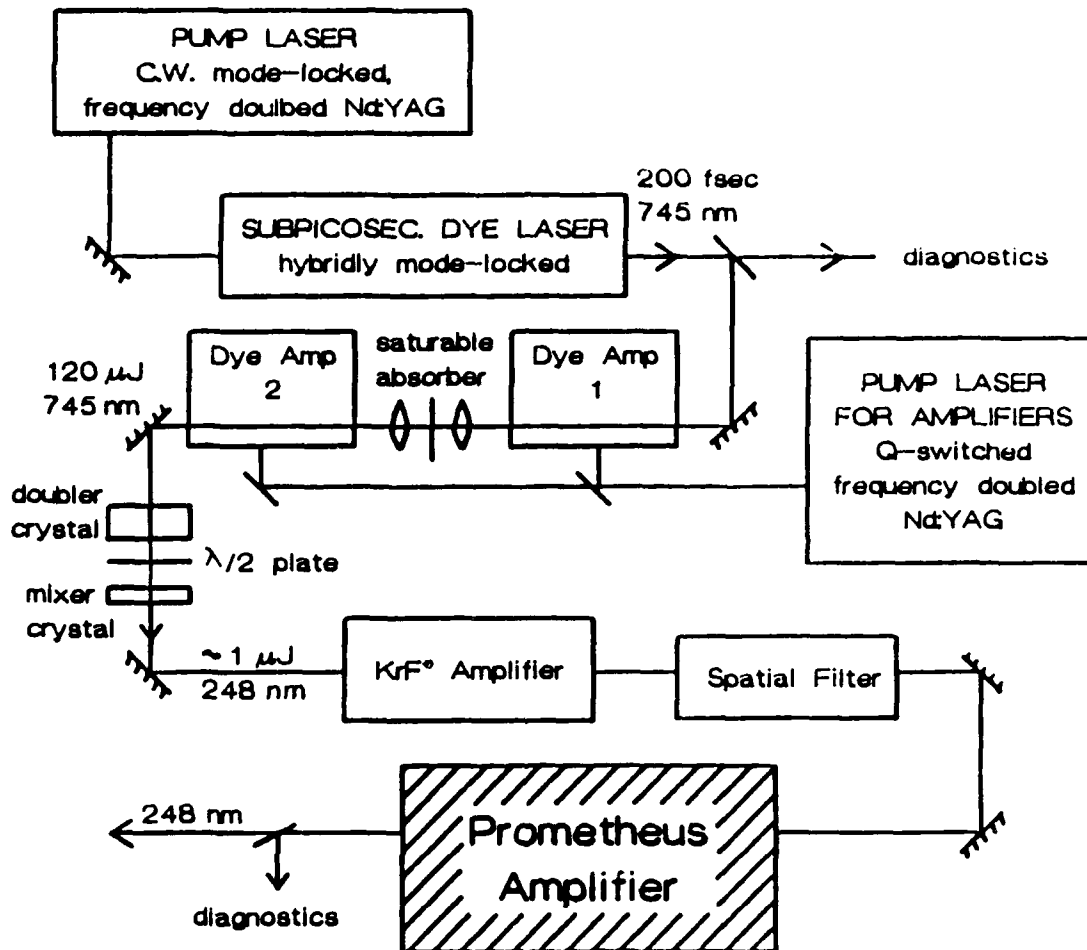 PUMP LASER
C.W. mode-locked,
frequency doulbed Nd:YAG
200 fsec
745 nm
SUBPICOSEC. DYE LASER
hybridly mode-locked
diagnostics
Dye Amp
2
saturable
absorber
Dye Amp
1
120 μJ
745 nm
PUMP LASER
FOR AMPLIFIERS
Q-switched
frequency doubled
Nd:YAG
doubler
crystal
λ/2 plate
mixer
crystal
~ 1 μJ
248 nm
KrF* Amplifier
Spatial Filter
248 nm
Prometheus
Amplifier
diagnostics